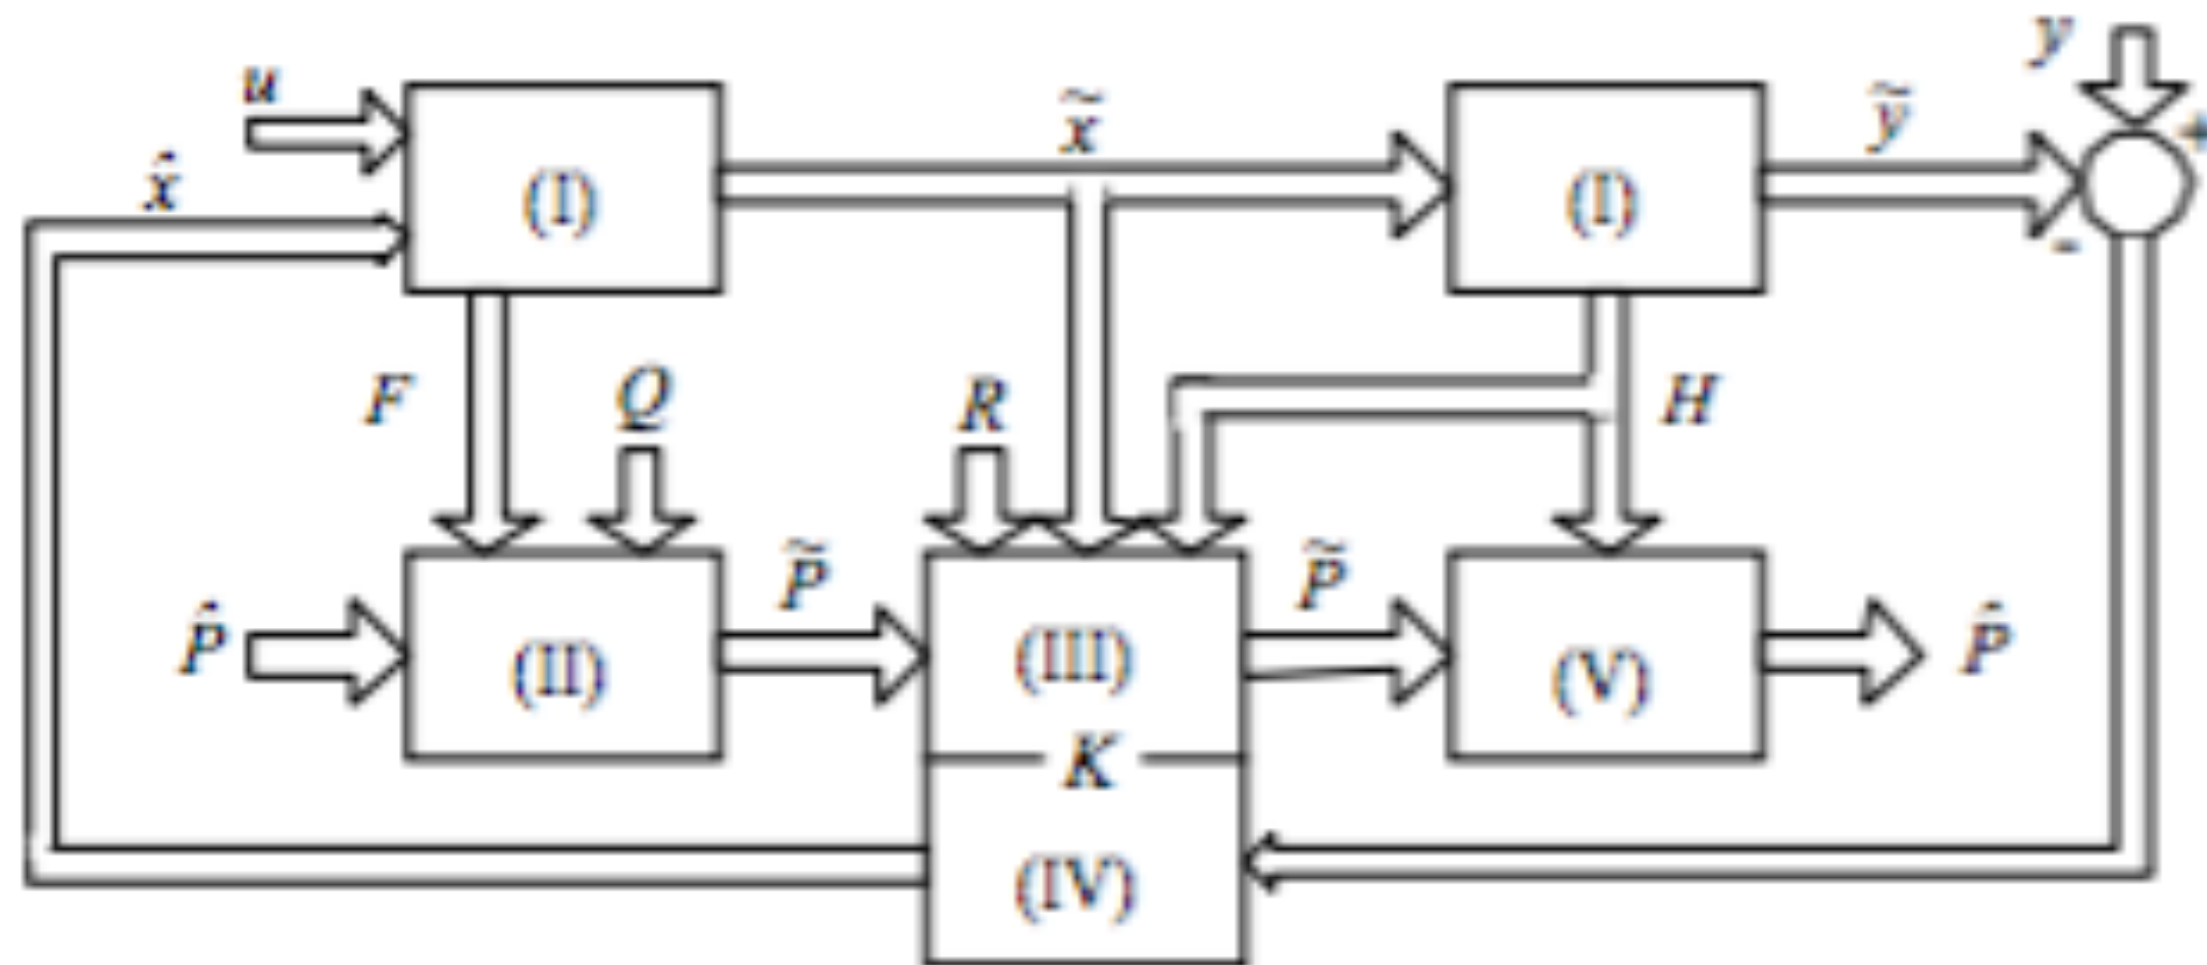 y
u
x̃
ỹ
+
x̂
(I)
(I)
-
F
Q
R
H
P̃
P̃
P̂
(II)
(III)
(V)
P̂
K
(IV)